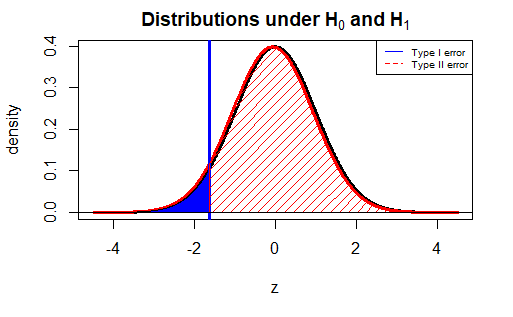 Distributions under H₀ and H₁
Type I error
Type II error
density
0.4
0.3
0.2
0.1
0.0
-4 -2 0 2 4
z